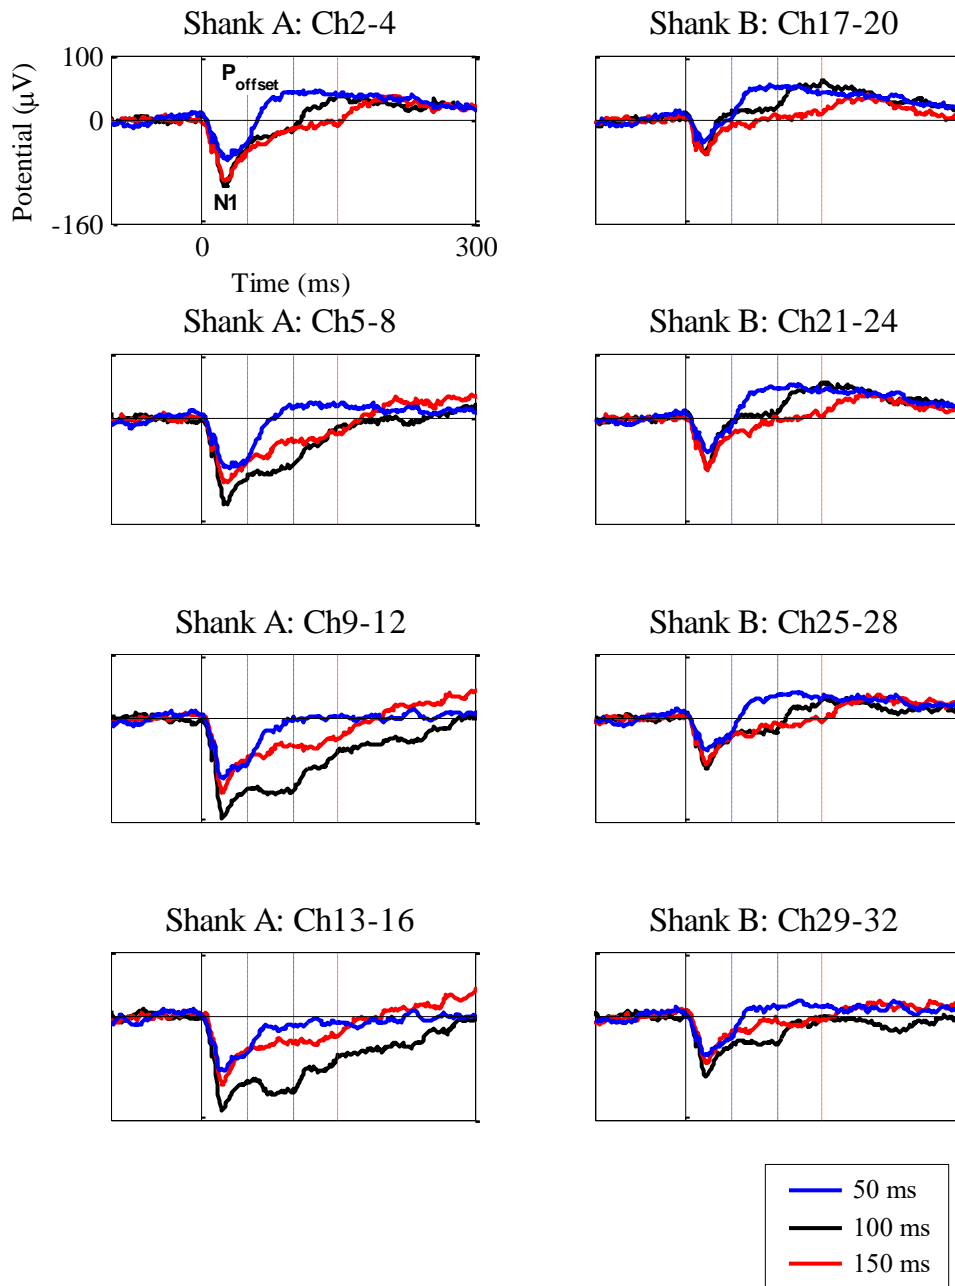 Shank A: Ch2-4
Shank B: Ch17-20
100
0
-160
Potential (μV)
P_offset
N1
0
300
Time (ms)
Shank A: Ch5-8
Shank B: Ch21-24
Shank A: Ch9-12
Shank B: Ch25-28
Shank A: Ch13-16
Shank B: Ch29-32
50 ms
100 ms
150 ms